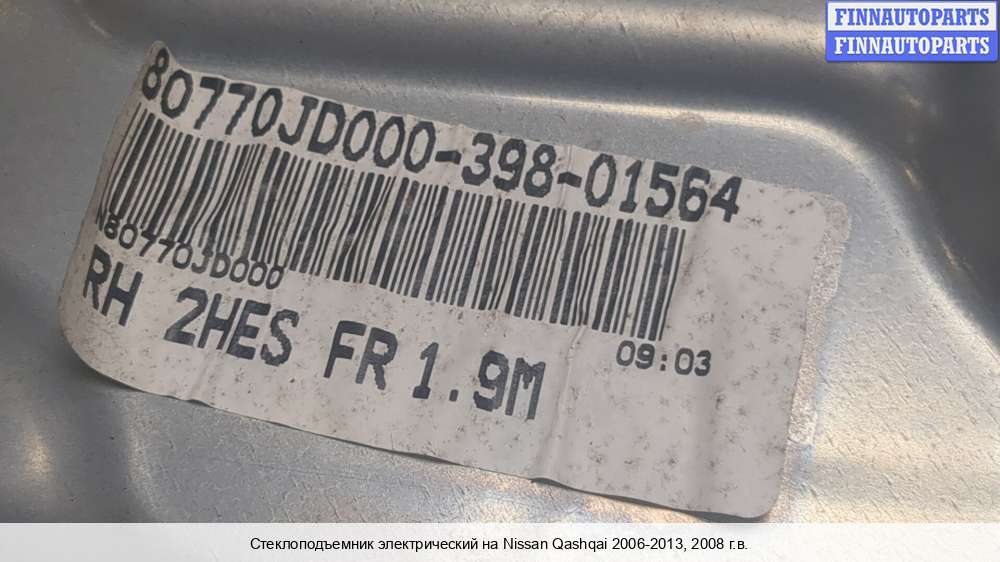 FINNAUTOPARTS
FINNAUTOPARTS
80770JD000-398-01564
N80770JD000
09:03
RH 2HES FR 1.9M
Стеклоподъемник электрический на Nissan Qashqai 2006-2013, 2008 г.в.